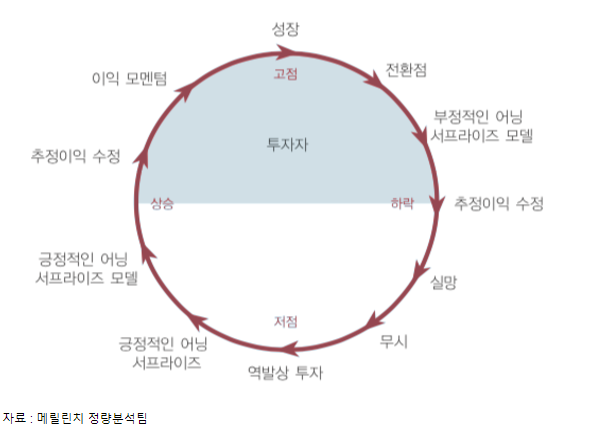 성장
고점
전환점
이익 모멘텀
부정적인 어닝
서프라이즈 모델
투자자
추정이익 수정
상승
하락
추정이익 수정
긍정적인 어닝
서프라이즈 모델
실망
저점
긍정적인 어닝
서프라이즈
무시
역발상 투자
자료 : 메릴린치 정량분석팀